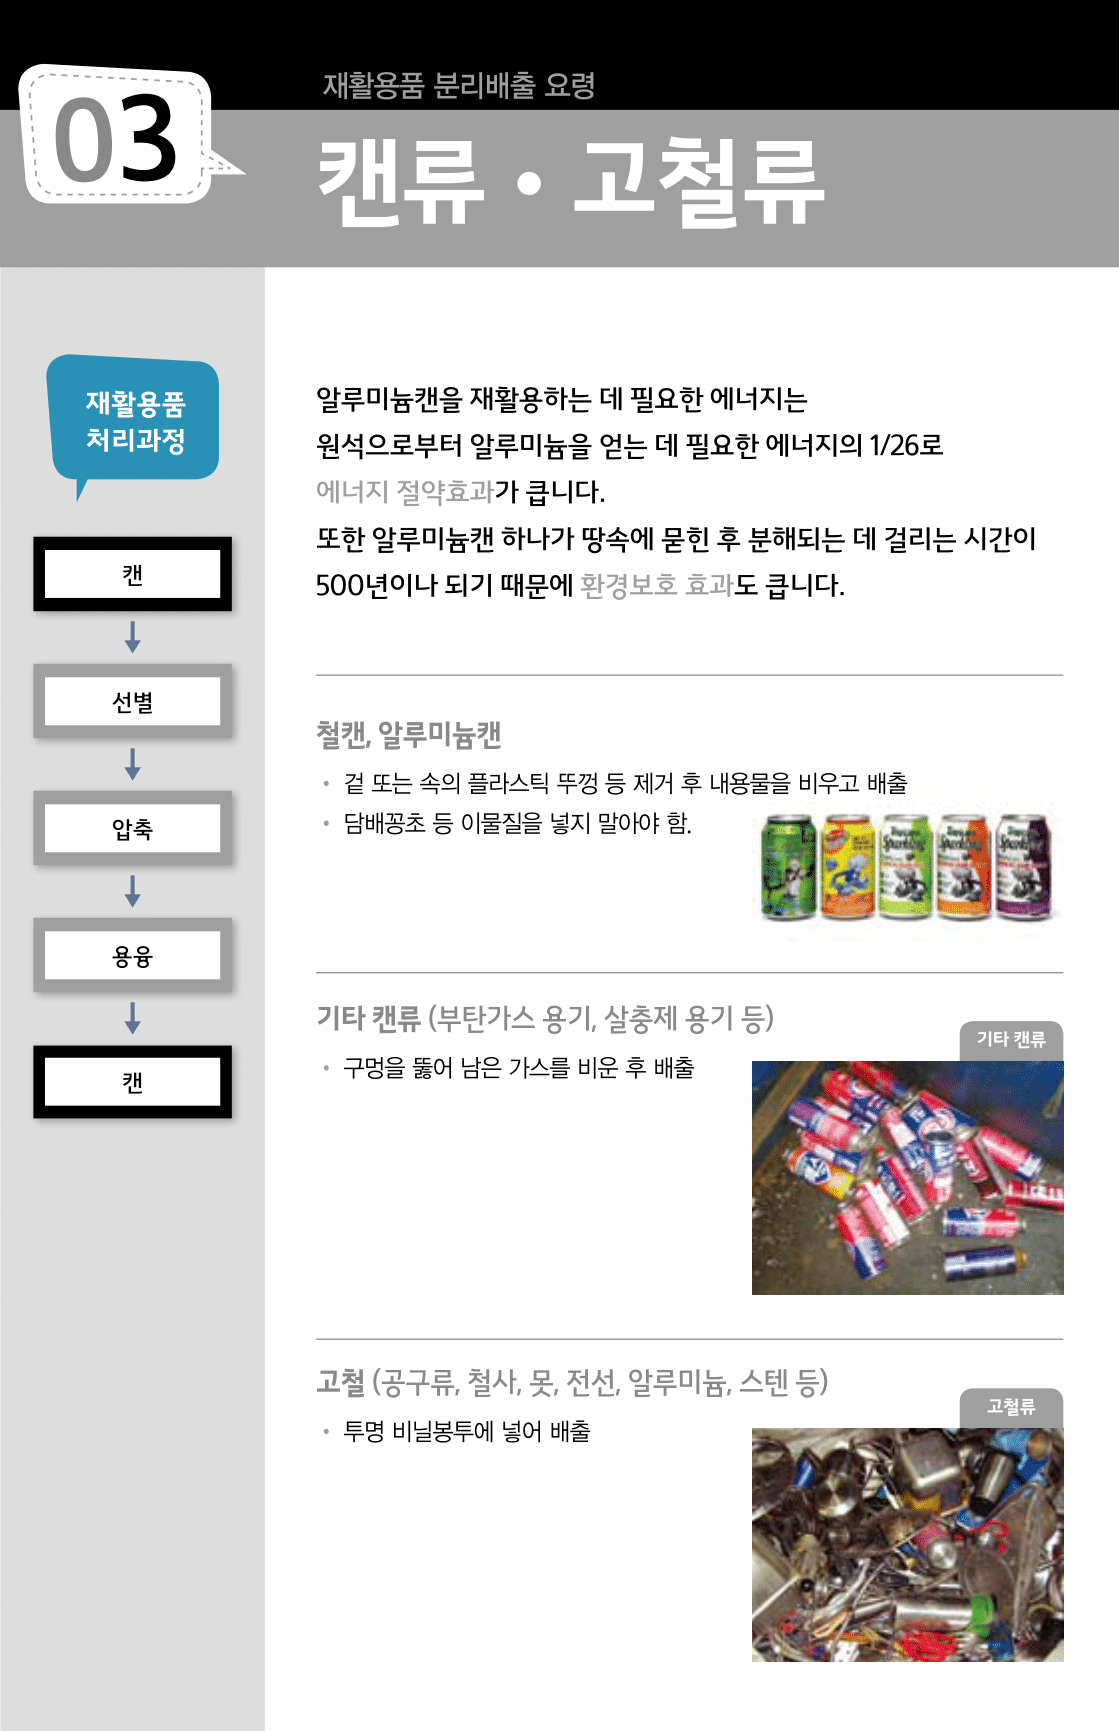 재활용품 분리배출 요령
03
캔류 • 고철류
재활용품
처리과정
캔
선별
압축
용융
캔
알루미늄캔을 재활용하는 데 필요한 에너지는
원석으로부터 알루미늄을 얻는 데 필요한 에너지의 1/26로
에너지 절약효과가 큽니다.
또한 알루미늄캔 하나가 땅속에 묻힌 후 분해되는 데 걸리는 시간이
500년이나 되기 때문에 환경보호 효과도 큽니다.
철캔, 알루미늄캔
• 겉 또는 속의 플라스틱 뚜껑 등 제거 후 내용물을 비우고 배출
• 담배꽁초 등 이물질을 넣지 말아야 함.
기타 캔류 (부탄가스 용기, 살충제 용기 등)
• 구멍을 뚫어 남은 가스를 비운 후 배출
기타 캔류
고철 (공구류, 철사, 못, 전선, 알루미늄, 스텐 등)
• 투명 비닐봉투에 넣어 배출
고철류